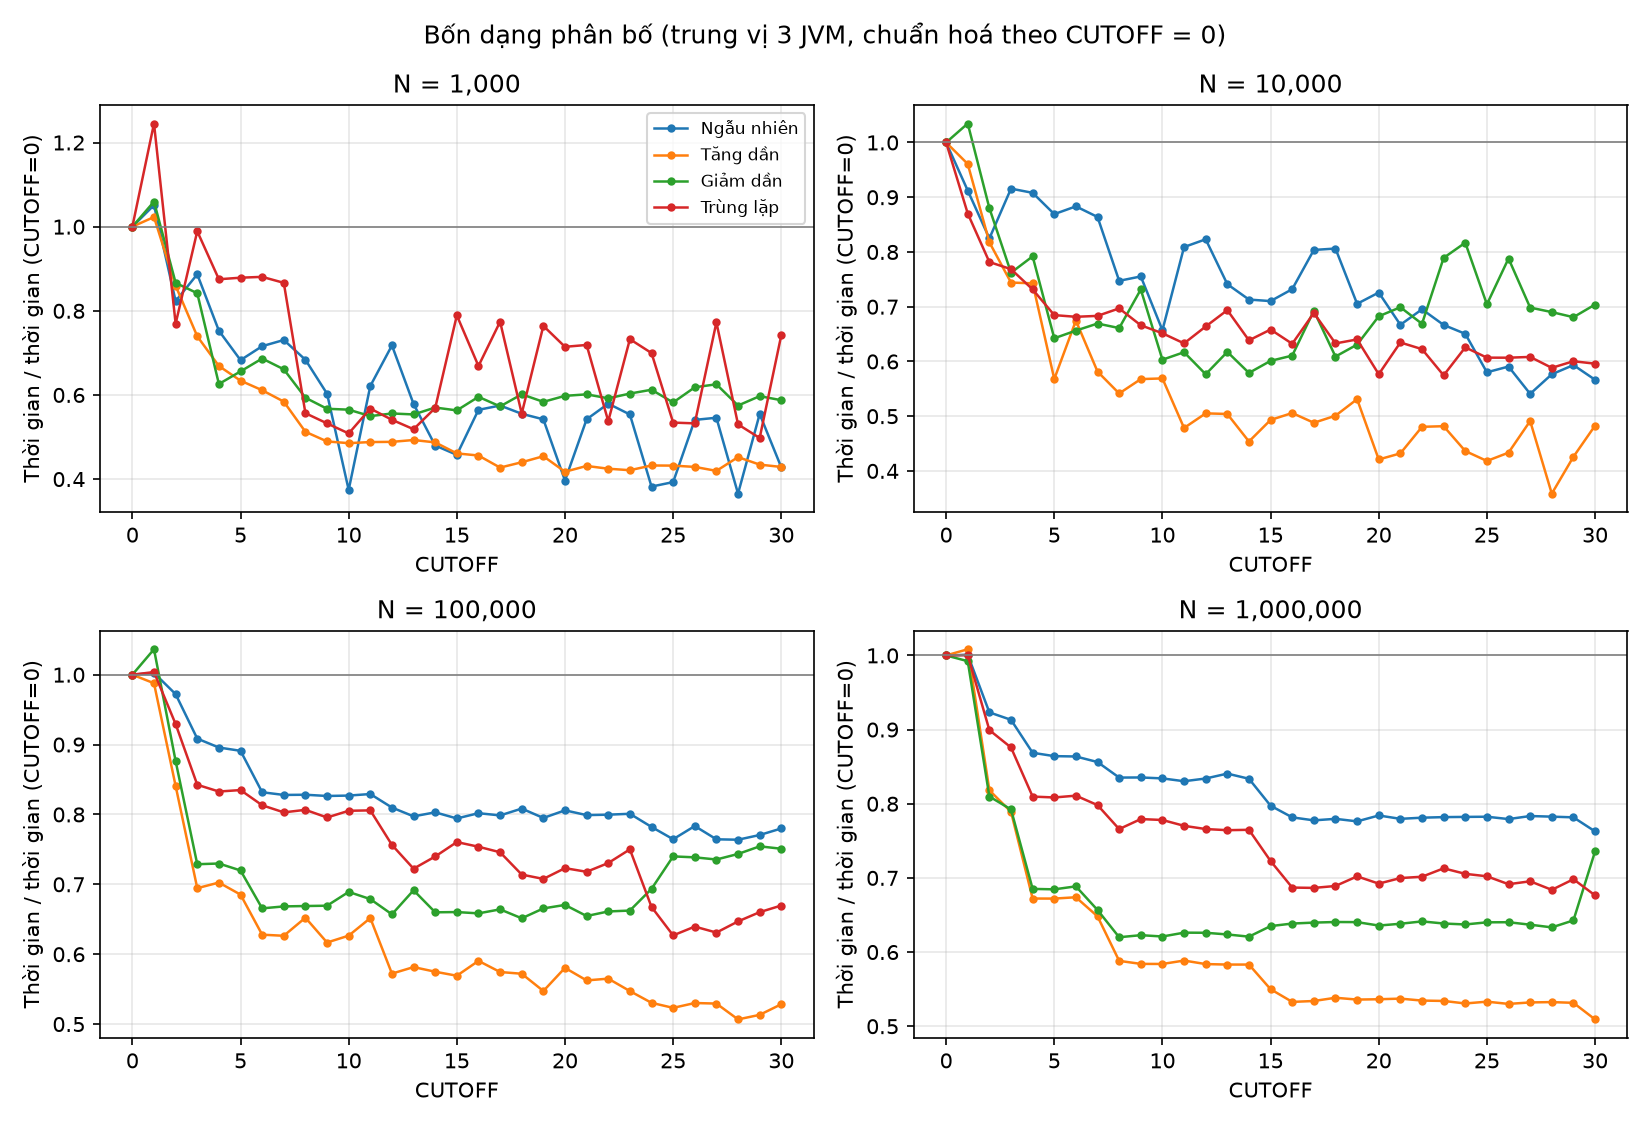 Bốn dạng phân bố (trung vị 3 JVM, chuẩn hoá theo CUTOFF = 0)
N = 1,000
Thời gian / thời gian (CUTOFF=0)
1.2
1.0
0.8
0.6
0.4
Ngẫu nhiên
Tăng dần
Giảm dần
Trùng lặp
0 5 10 15 20 25 30
CUTOFF
N = 10,000
Thời gian / thời gian (CUTOFF=0)
1.0
0.9
0.8
0.7
0.6
0.5
0.4
0 5 10 15 20 25 30
CUTOFF
N = 100,000
Thời gian / thời gian (CUTOFF=0)
1.0
0.9
0.8
0.7
0.6
0.5
0 5 10 15 20 25 30
CUTOFF
N = 1,000,000
Thời gian / thời gian (CUTOFF=0)
1.0
0.9
0.8
0.7
0.6
0.5
0 5 10 15 20 25 30
CUTOFF